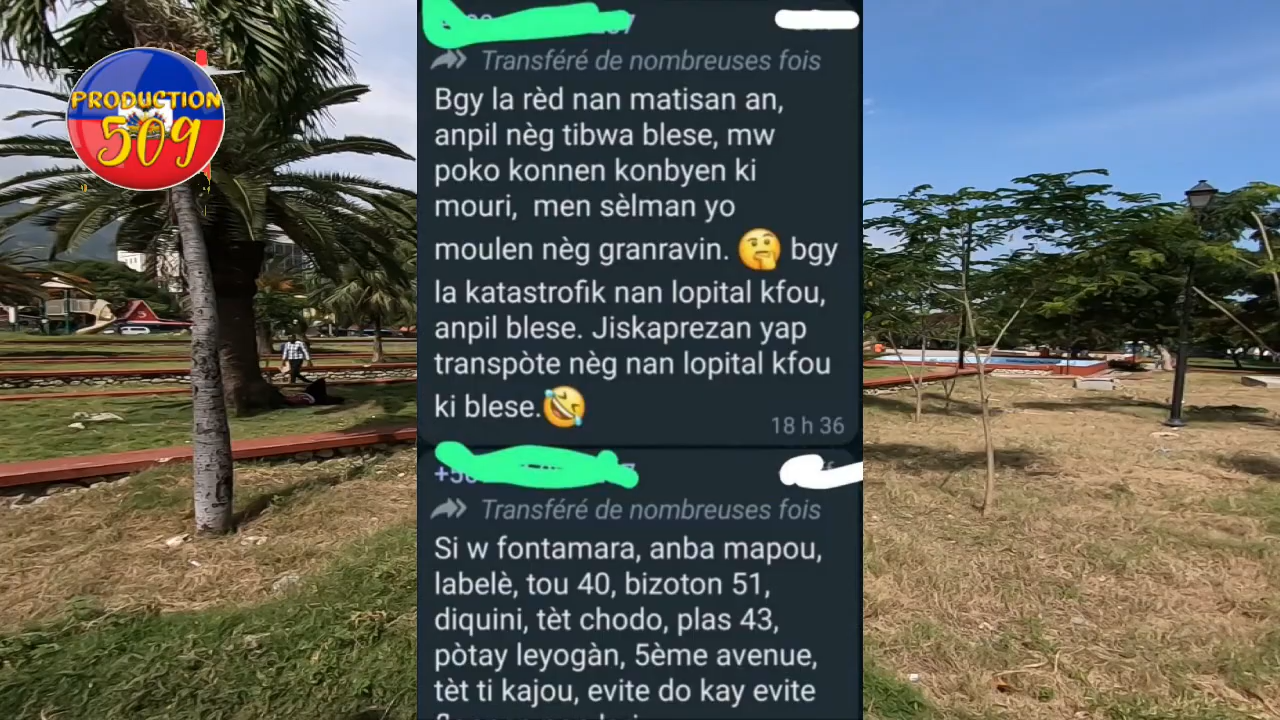 PRODUCTION
509
Transféré de nombreuses fois
Bgy la rèd nan matisan an,
anpil nèg tibwa blese, mw
poko konnen konbyen ki
mouri, men sèlman yo
moulen nèg granravin. 🤔 bgy
la katastrofik nan lopital kfou,
anpil blese. Jiskaprezan yap
transpòte nèg nan lopital kfou
ki blese.🤣
18 h 36
Transféré de nombreuses fois
Si w fontamara, anba mapou,
labelè, tou 40, bizoton 51,
diquini, tèt chodo, plas 43,
pòtay leyogàn, 5ème avenue,
tèt ti kajou, evite do kay evite